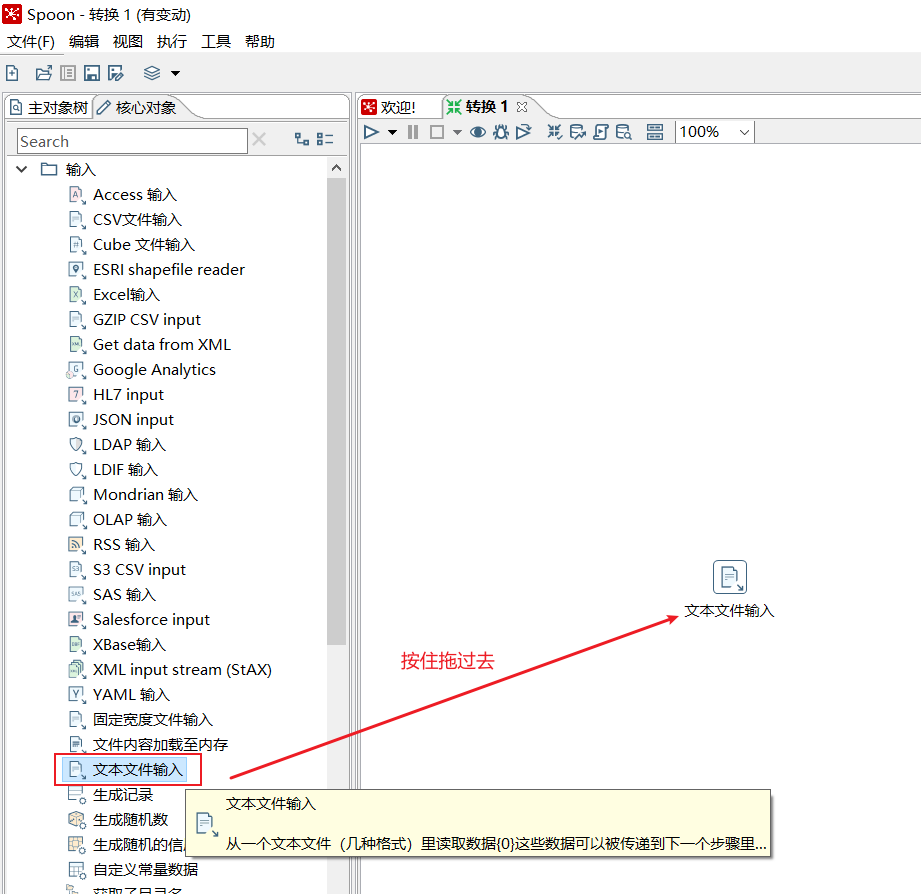 Spoon - 转换 1 (有变动)
文件(F) 编辑 视图 执行 工具 帮助
主对象树 核心对象
欢迎! 转换 1
Search
100%
输入
Access 输入
CSV文件输入
Cube 文件输入
ESRI shapefile reader
Excel输入
GZIP CSV input
Get data from XML
Google Analytics
HL7 input
JSON input
LDAP 输入
LDIF 输入
Mondrian 输入
OLAP 输入
RSS 输入
S3 CSV input
SAS 输入
Salesforce input
XBase输入
XML input stream (StAX)
YAML 输入
固定宽度文件输入
文件内容加载至内存
文本文件输入
生成记录
生成随机数
生成随机的信
自定义常量数据
获取子目录名
文本文件输入
按住拖过去
文本文件输入
从一个文本文件（几种格式）里读取数据{0}这些数据可以被传递到下一个步骤里...